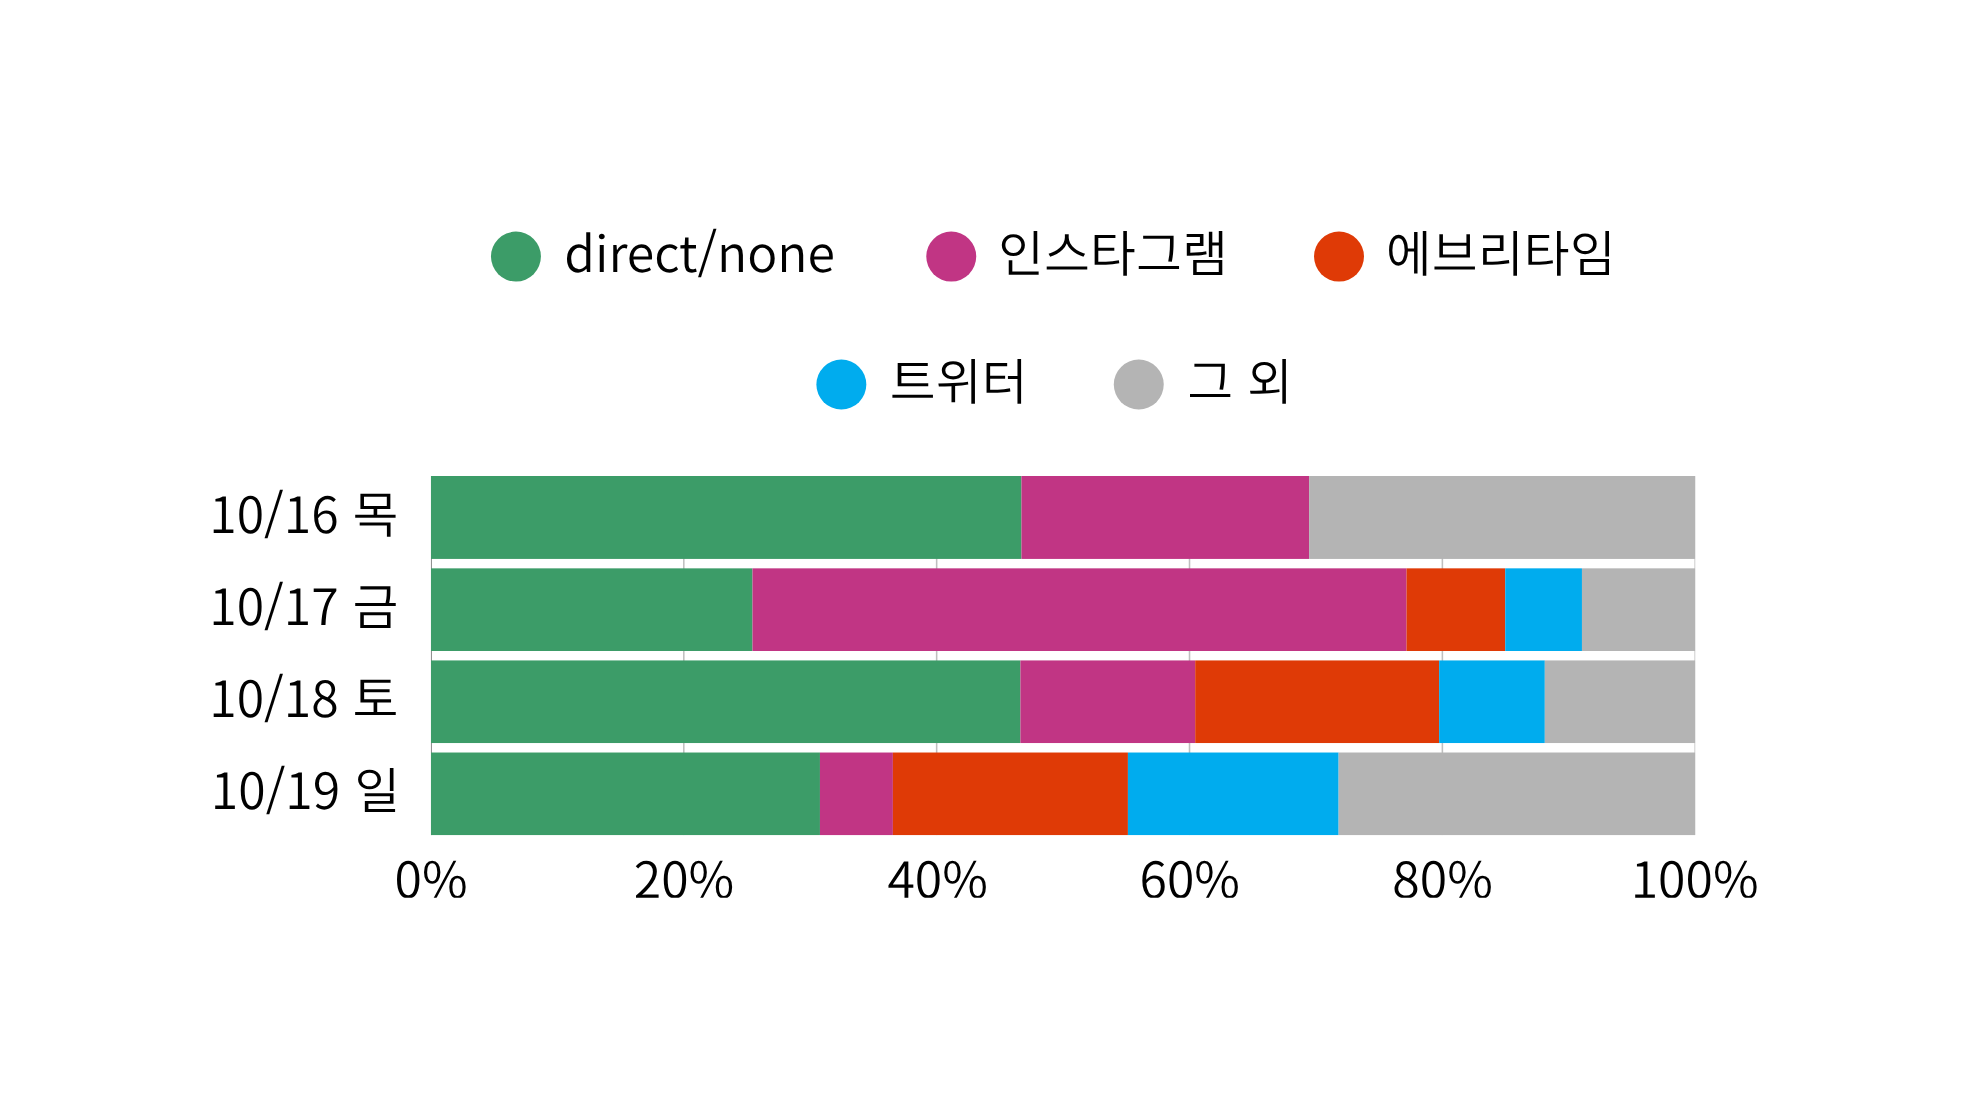 direct/none 인스타그램 에브리타임
트위터 그 외
10/16 목
10/17 금
10/18 토
10/19 일
0% 20% 40% 60% 80% 100%